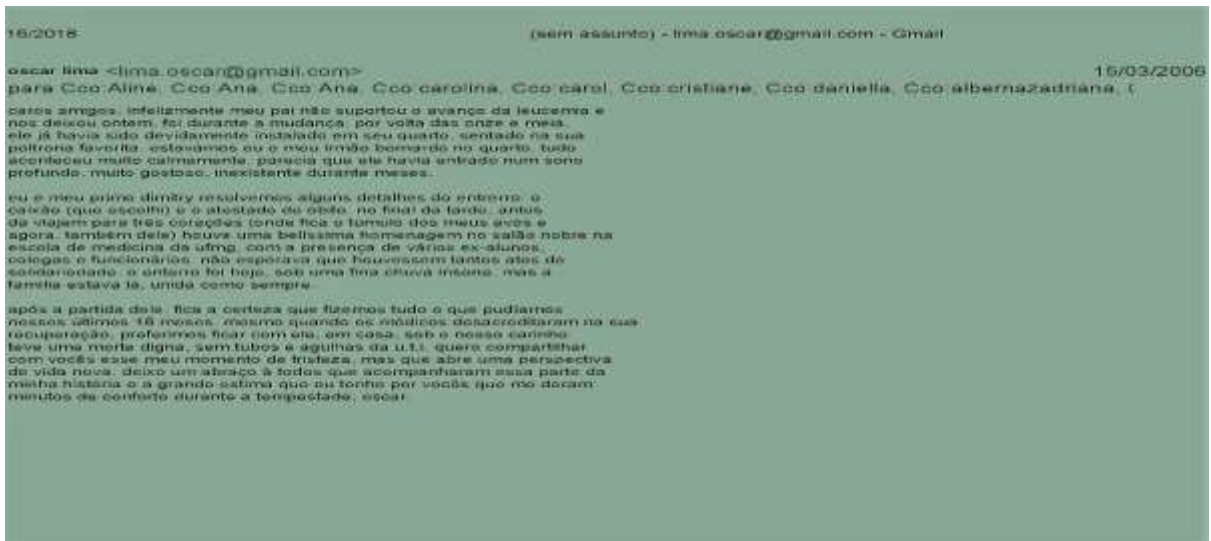 16/2018 (sem assunto) - lima.oscar@gmail.com - Gmail
oscar lima <lima.oscar@gmail.com> 15/03/2006
para Cco:Aline, Cco:Ana, Cco:Ana, Cco:carolina, Cco:carol, Cco:cristiane, Cco:daniella, Cco:albernazadriana, (
caros amigos, infelizmente meu pai não suportou o avanço da leucemia e
nos deixou ontem. foi durante a mudança, por volta das onze e meia.
ele já havia sido devidamente instalado em seu quarto, sentado na sua
poltrona favorita. estávamos eu e meu irmão bernardo no quarto. tudo
aconteceu muito calmamente. parecia que ele havia entrado num sono
profundo, muito gostoso, inexistente durante meses.
eu e meu primo dimitry resolvemos alguns detalhes do enterro: o
caixão (que escolhi) e o atestado de óbito. no final da tarde, antes
da viajem para três corações (onde fica o túmulo dos meus avós e
agora, também dele) houve uma belíssima homenagem no salão nobre na
escola de medicina da ufmg, com a presença de vários ex-alunos,
colegas e funcionários. não esperava que houvessem tantos atos de
solidariedade. o enterro foi hoje, sob uma fina chuva insone. mas a
família estava lá, unida como sempre.
após a partida dele, fica a certeza que fizemos tudo o que pudíamos
nesses últimos 16 meses. mesmo quando os médicos desacreditaram na sua
recuperação, preferimos ficar com ele, em casa, sob o nosso carinho.
teve uma morte digna, sem tubos e agulhas da u.t.i. quero compartilhar
com vocês esse meu momento de tristeza, mas que abre uma perspectiva
de vida nova. deixo um abraço à todos que acompanharam essa parte da
minha história e a grande estima que eu tenho por vocês que me deram
minutos de conforto durante a tempestade, oscar.